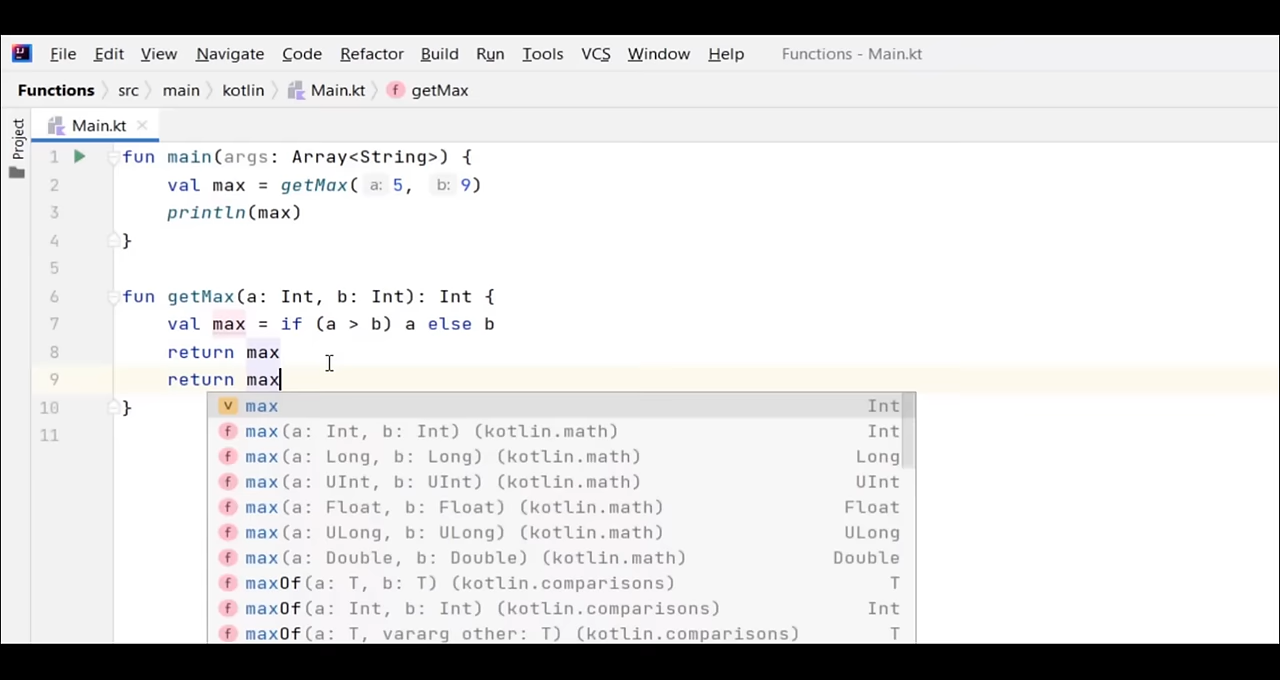 File Edit View Navigate Code Refactor Build Run Tools VCS Window Help Functions - Main.kt
Functions src main kotlin Main.kt getMax
Project
Main.kt
1 fun main(args: Array<String>) {
2 val max = getMax( a: 5, b: 9)
3 println(max)
4 }
5
6 fun getMax(a: Int, b: Int): Int {
7 val max = if (a > b) a else b
8 return max
9 return max
10 }
11
max Int
max(a: Int, b: Int) (kotlin.math) Int
max(a: Long, b: Long) (kotlin.math) Long
max(a: UInt, b: UInt) (kotlin.math) UInt
max(a: Float, b: Float) (kotlin.math) Float
max(a: ULong, b: ULong) (kotlin.math) ULong
max(a: Double, b: Double) (kotlin.math) Double
maxOf(a: T, b: T) (kotlin.comparisons) T
maxOf(a: Int, b: Int) (kotlin.comparisons) Int
maxOf(a: T, vararg other: T) (kotlin.comparisons) T